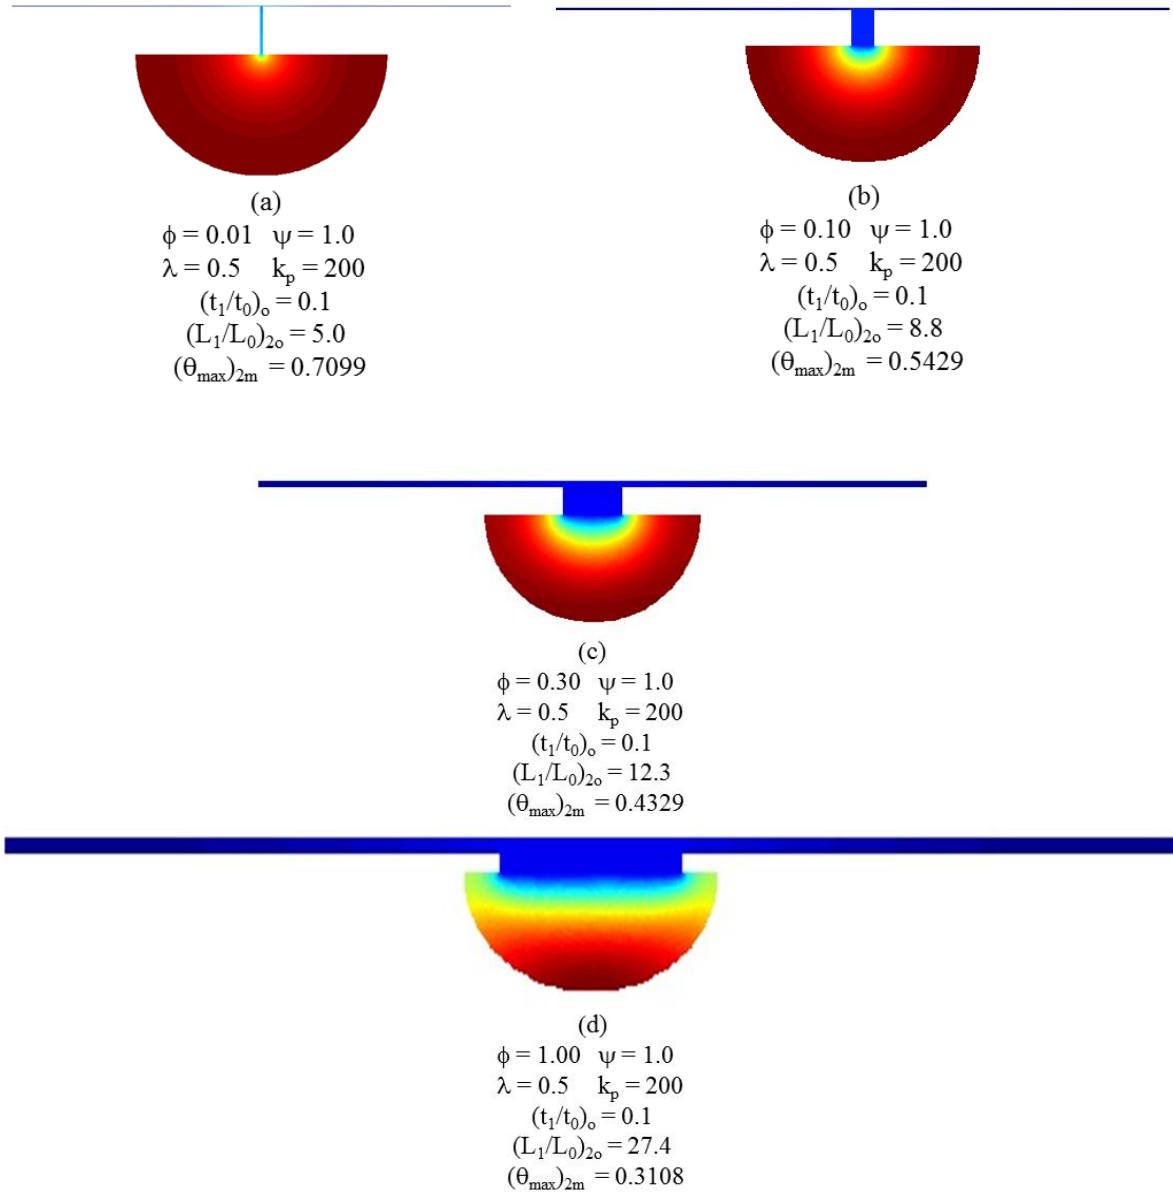 (a)
ϕ = 0.01 ψ = 1.0
λ = 0.5 kₚ = 200
(t₁/t₀)ₒ = 0.1
(L₁/L₀)₂ₒ = 5.0
(θₘₐₓ)₂ₘ = 0.7099
(b)
ϕ = 0.10 ψ = 1.0
λ = 0.5 kₚ = 200
(t₁/t₀)ₒ = 0.1
(L₁/L₀)₂ₒ = 8.8
(θₘₐₓ)₂ₘ = 0.5429
(c)
ϕ = 0.30 ψ = 1.0
λ = 0.5 kₚ = 200
(t₁/t₀)ₒ = 0.1
(L₁/L₀)₂ₒ = 12.3
(θₘₐₓ)₂ₘ = 0.4329
(d)
ϕ = 1.00 ψ = 1.0
λ = 0.5 kₚ = 200
(t₁/t₀)ₒ = 0.1
(L₁/L₀)₂ₒ = 27.4
(θₘₐₓ)₂ₘ = 0.3108